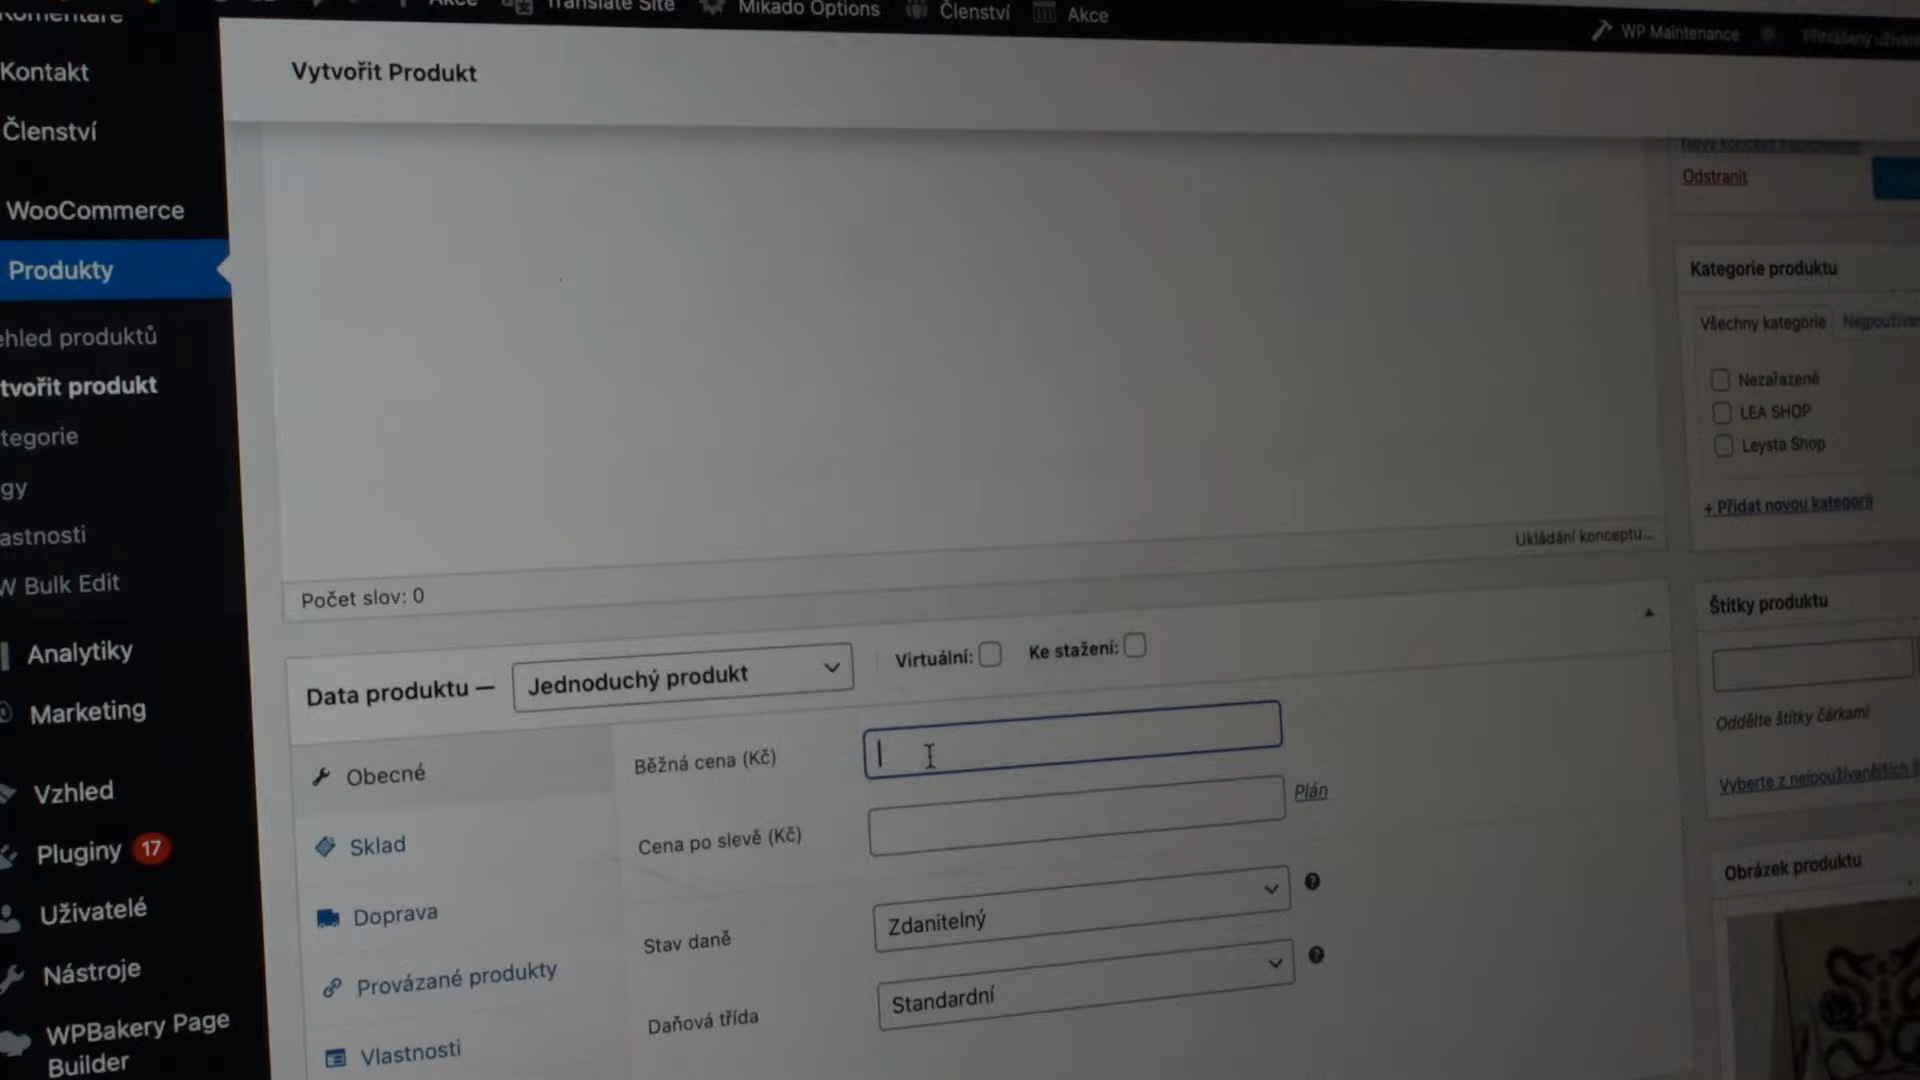 Komentáře
Kontakt
Členství
WooCommerce
Produkty
ehled produktů
tvořit produkt
tegorie
gy
astnosti
W Bulk Edit
Analytiky
Marketing
Vzhled
Pluginy 17
Uživatelé
Nástroje
WPBakery Page
Builder
Akce
Translate Site
Mikado Options
Členství
Akce
WP Maintenance
Vytvořit Produkt
Počet slov: 0
Ukládání konceptu...
Data produktu —
Jednoduchý produkt
Virtuální:
Ke stažení:
Obecné
Sklad
Doprava
Provázané produkty
Vlastnosti
Běžná cena (Kč)
Cena po slevě (Kč)
Plán
Stav daně
Zdanitelný
Daňová třída
Standardní
Odstranit
Kategorie produktu
Všechny kategorie
Nezařazené
LEA SHOP
Leysta Shop
+ Přidat novou kategorii
Štítky produktu
Oddělte štítky čárkami
Vyberte z nejpoužívanějších
Obrázek produktu